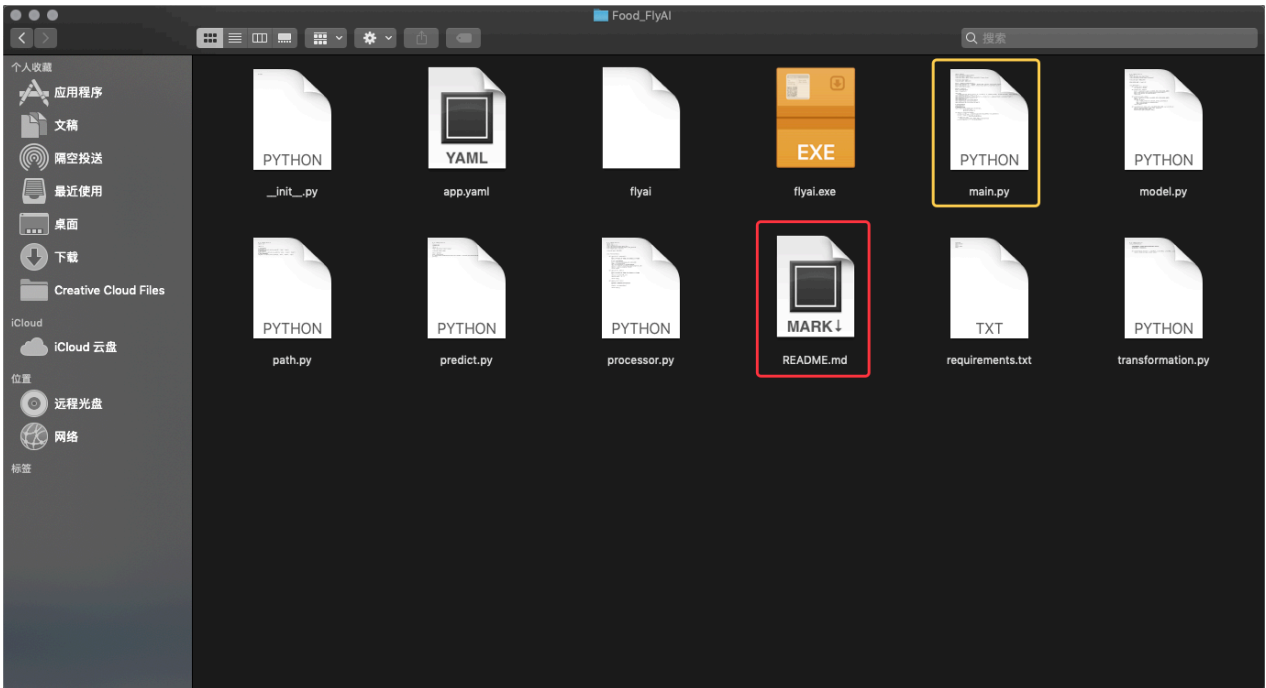 Food_FlyAI
搜索
个人收藏
应用程序
文稿
隔空投送
最近使用
桌面
下载
Creative Cloud Files
iCloud
iCloud 云盘
位置
远程光盘
网络
标签
PYTHON
YAML
EXE
PYTHON
PYTHON
__init__.py
app.yaml
flyai
flyai.exe
main.py
model.py
PYTHON
PYTHON
PYTHON
MARK↓
TXT
PYTHON
path.py
predict.py
processor.py
README.md
requirements.txt
transformation.py